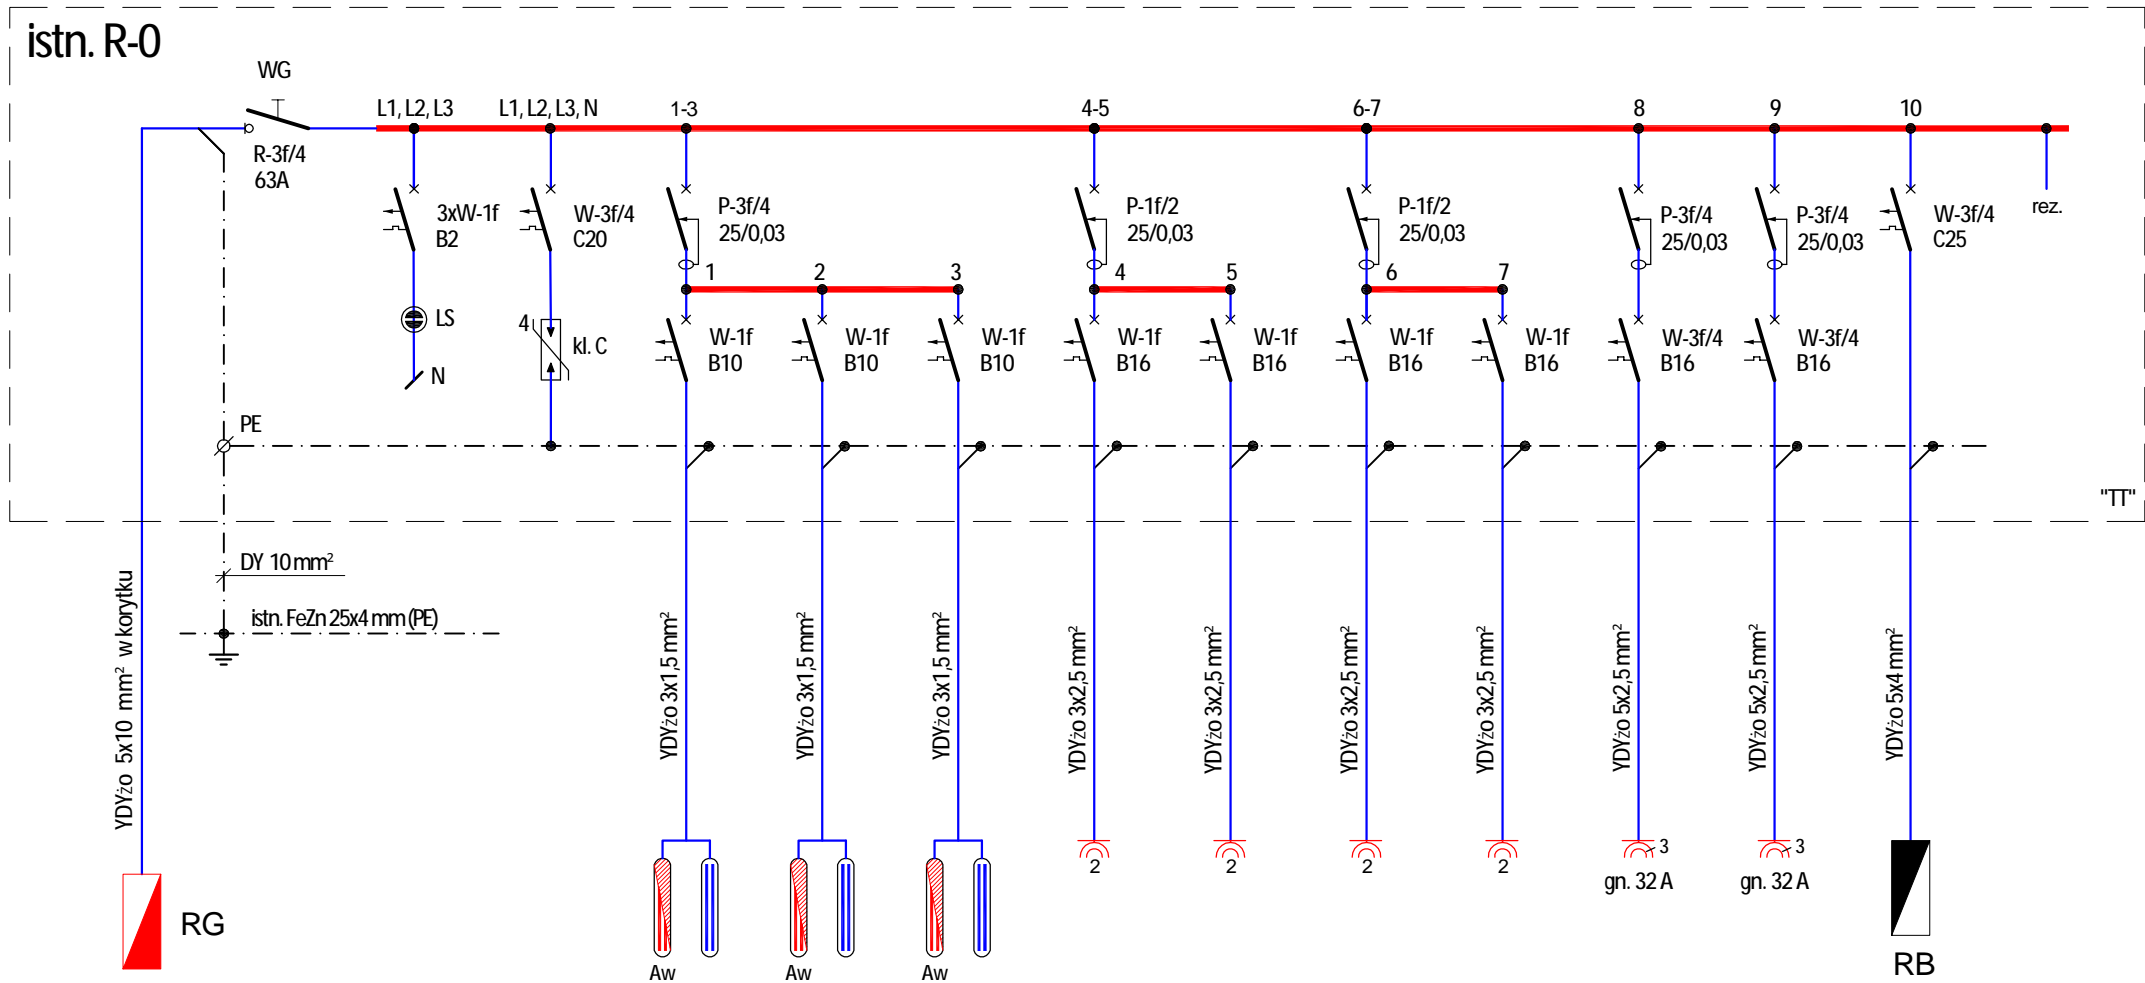 istn. R-0
WG
L1, L2, L3
L1, L2, L3, N
1-3
4-5
6-7
8
9
10
R-3f/4
63A
3xW-1f
B2
W-3f/4
C20
P-3f/4
25/0,03
P-1f/2
25/0,03
P-1f/2
25/0,03
P-3f/4
25/0,03
P-3f/4
25/0,03
W-3f/4
C25
rez.
1
2
3
4
5
6
7
LS
4
kl. C
N
W-1f
B10
W-1f
B10
W-1f
B10
W-1f
B16
W-1f
B16
W-1f
B16
W-1f
B16
W-3f/4
B16
W-3f/4
B16
PE
"TT"
DY 10 mm²
istn. FeZn 25x4 mm (PE)
YDYżo 5x10 mm² w korytku
YDYżo 3x1,5 mm²
YDYżo 3x1,5 mm²
YDYżo 3x1,5 mm²
YDYżo 3x2,5 mm²
YDYżo 3x2,5 mm²
YDYżo 3x2,5 mm²
YDYżo 3x2,5 mm²
YDYżo 5x2,5 mm²
YDYżo 5x2,5 mm²
YDYżo 5x4 mm²
2
2
2
2
3
gn. 32 A
3
gn. 32 A
RG
Aw
Aw
Aw
RB